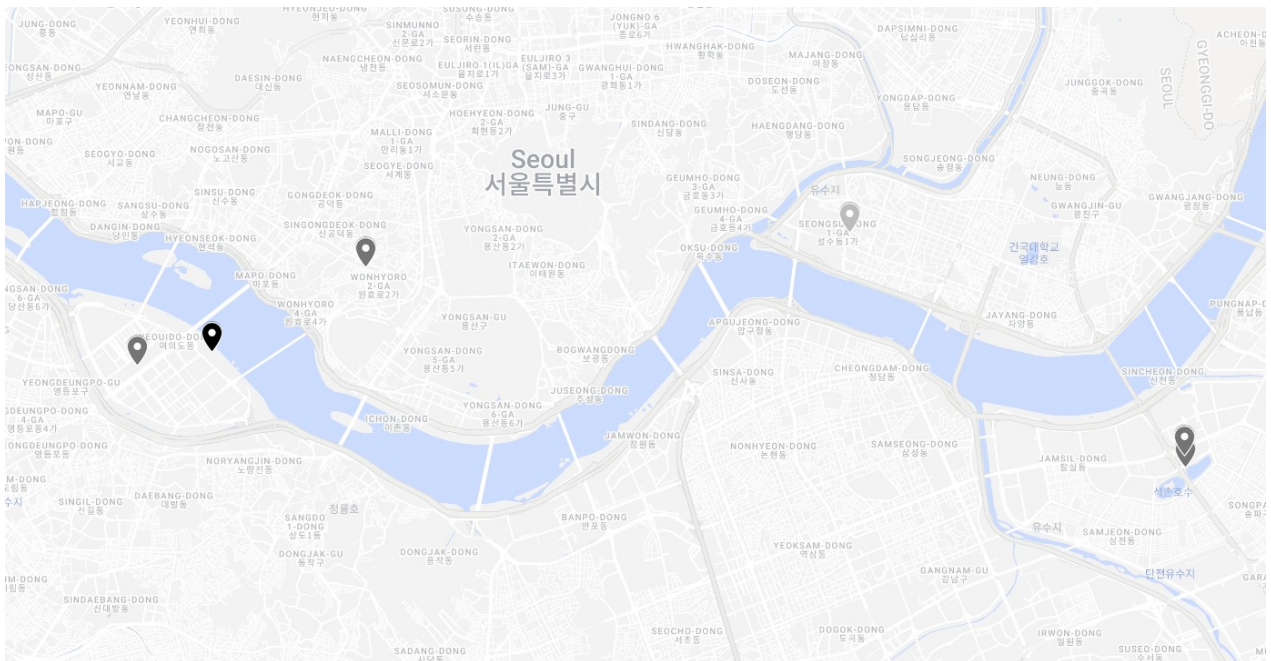 JUNG-DONG
중동
YEONHUI-DONG
연희동
HYEONJEO-DONG
현저동
SUSONG-DONG
수송동
SINMUNNO
2-GA
신문로2가
SEORIN-DONG
서린동
JONGNO 6
(YUK)-GA
종로6가
HWANGHAK-DONG
황학동
DAPSIMNI-DONG
답십리동
MAJANG-DONG
마장동
GYEONGGI-DO
SEOUL
NAENGCHEON-DONG
냉천동
EULJIRO 1(IL)GA
을지로1가
EULJIRO 3
(SAM)-GA
을지로3가
GWANGHUI-DONG
1-GA
광희동1가
DAESIN-DONG
대신동
SEOSOMUN-DONG
서소문동
DOSEON-DONG
도선동
JUNGGOK-DONG
중곡동
YEONNAM-DONG
연남동
YONGDAP-DONG
용답동
MAPO-GU
마포구
CHANGCHEON-DONG
창천동
HOEHYEON-DONG
2-GA
회현동2가
JUNG-GU
중구
MALLI-DONG
1-GA
만리동1가
SINDANG-DONG
신당동
HAENGDANG-DONG
행당동
SEOGYO-DONG
서교동
NOGOSAN-DONG
노고산동
SEOGYE-DONG
서계동
Seoul
서울특별시
SONGJEONG-DONG
송정동
GEUMHO-DONG
3-GA
금호동3가
NEUNG-DONG
능동
SINSU-DONG
신수동
GONGDEOK-DONG
공덕동
유수지
GWANGJIN-GU
광진구
GWANGJANG-DONG
광장동
HAPJEONG-DONG
합정동
SANGSU-DONG
상수동
DANGIN-DONG
당인동
SINGONGDEOK-DONG
신공덕동
GEUMHO-DONG
4-GA
금호동4가
1-GA
성수동1가
HYEONSEOK-DONG
현석동
YONGSAN-DONG
2-GA
용산동2가
OKSU-DONG
옥수동
건국대학교
일감호
MAPO-DONG
마포동
WONHYORO
2-GA
원효로2가
ITAEWON-DONG
이태원동
WONHYORO
4-GA
원효로4가
YONGSAN-GU
용산구
APGUJEONG-DONG
압구정동
JAYANG-DONG
자양동
여의도동
YONGSAN-DONG
5-GA
용산동5가
BOGWANGDONG
보광동
YEONGDEUNGPO-GU
영등포구
SINSA-DONG
신사동
CHEONGDAM-DONG
청담동
SINCHEON-DONG
신천동
JUSEONG-DONG
주성동
YONGSAN-DONG
6-GA
용산동6가
ICHON-DONG
이촌동
JAMWON-DONG
잠원동
NONHYEON-DONG
논현동
SAMSEONG-DONG
삼성동
JAMSIL-DONG
잠실동
NORYANGJIN-DONG
노량진동
석촌호수
DAEBANG-DONG
대방동
SINGIL-DONG
신길동
청룡호
SANGDO
1-DONG
상도1동
BANPO-DONG
반포동
유수지
SAMJEON-DONG
삼전동
DONGJAK-GU
동작구
DONGJAK-DONG
동작동
YEOKSAM-DONG
역삼동
GANGNAM-GU
강남구
탄천유수지
SINDAEBANG-DONG
신대방동
SEOCHO-DONG
서초동
DOGOK-DONG
도곡동
IRWON-DONG
일원동
SADANG-DONG
SUSEO-DONG
수서동